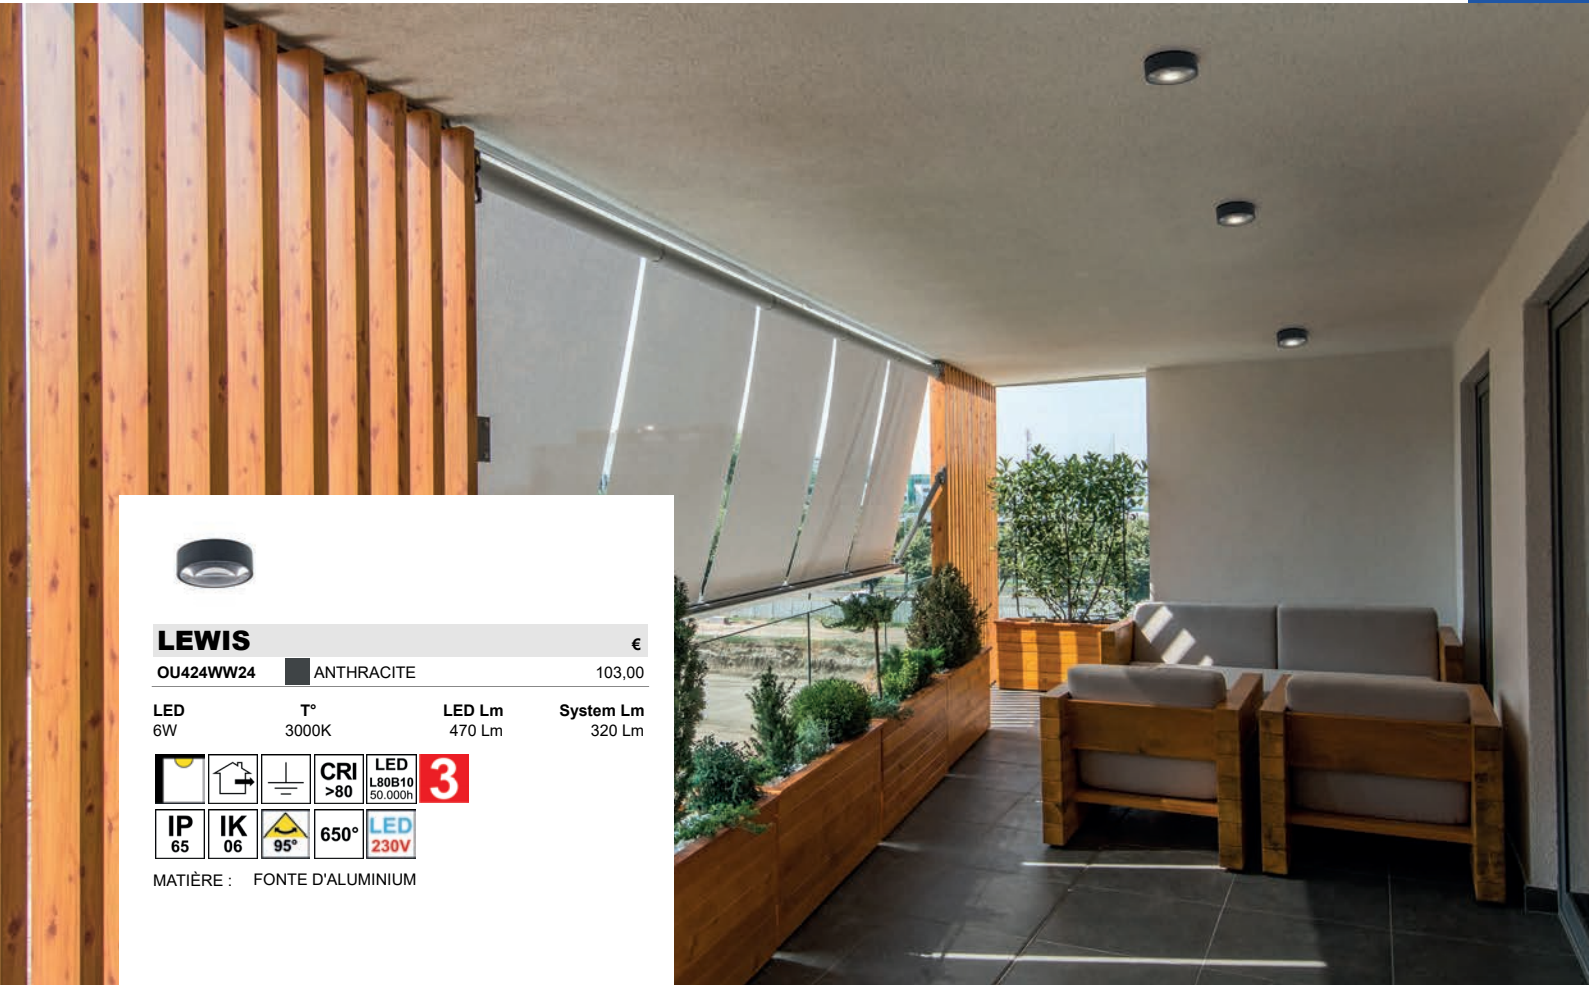 LEWIS €
OU424WW24 ANTHRACITE 103,00
LED T° LED Lm System Lm
6W 3000K 470 Lm 320 Lm
CRI >80
LED L80B10 50.000h
3
IP 65
IK 06
95°
650°
LED 230V
MATIÈRE : FONTE D'ALUMINIUM